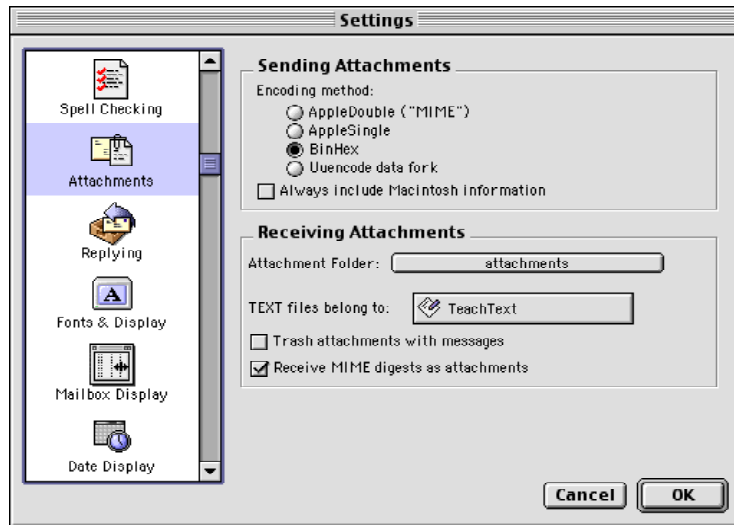 Settings
Spell Checking
Attachments
Replying
A
Fonts & Display
Mailbox Display
Date Display
Sending Attachments
Encoding method:
AppleDouble ("MIME")
AppleSingle
BinHex
Uuencode data fork
Always include Macintosh information
Receiving Attachments
Attachment Folder: attachments
TEXT files belong to: TeachText
Trash attachments with messages
Receive MIME digests as attachments
Cancel OK